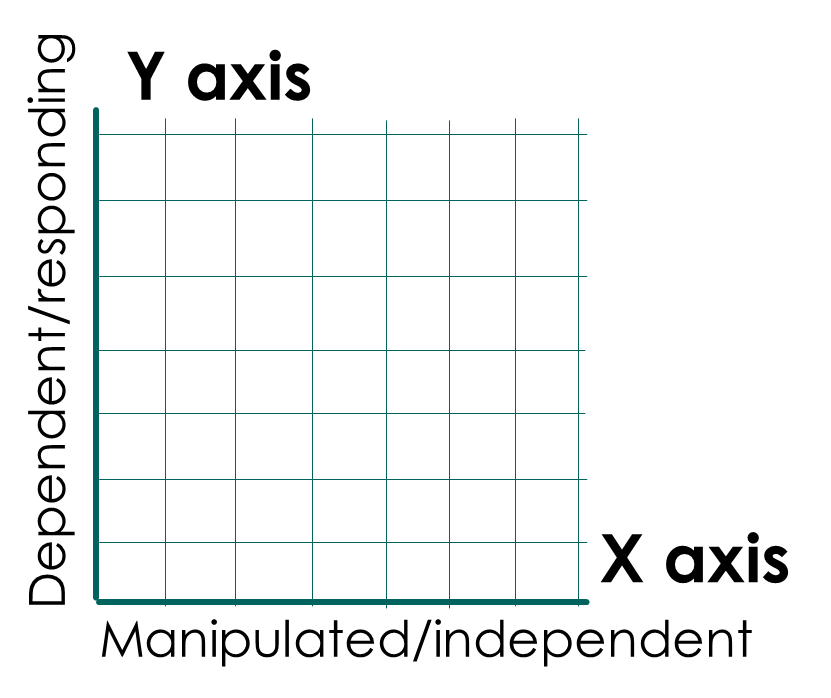 Y axis
Dependent/responding
X axis
Manipulated/independent